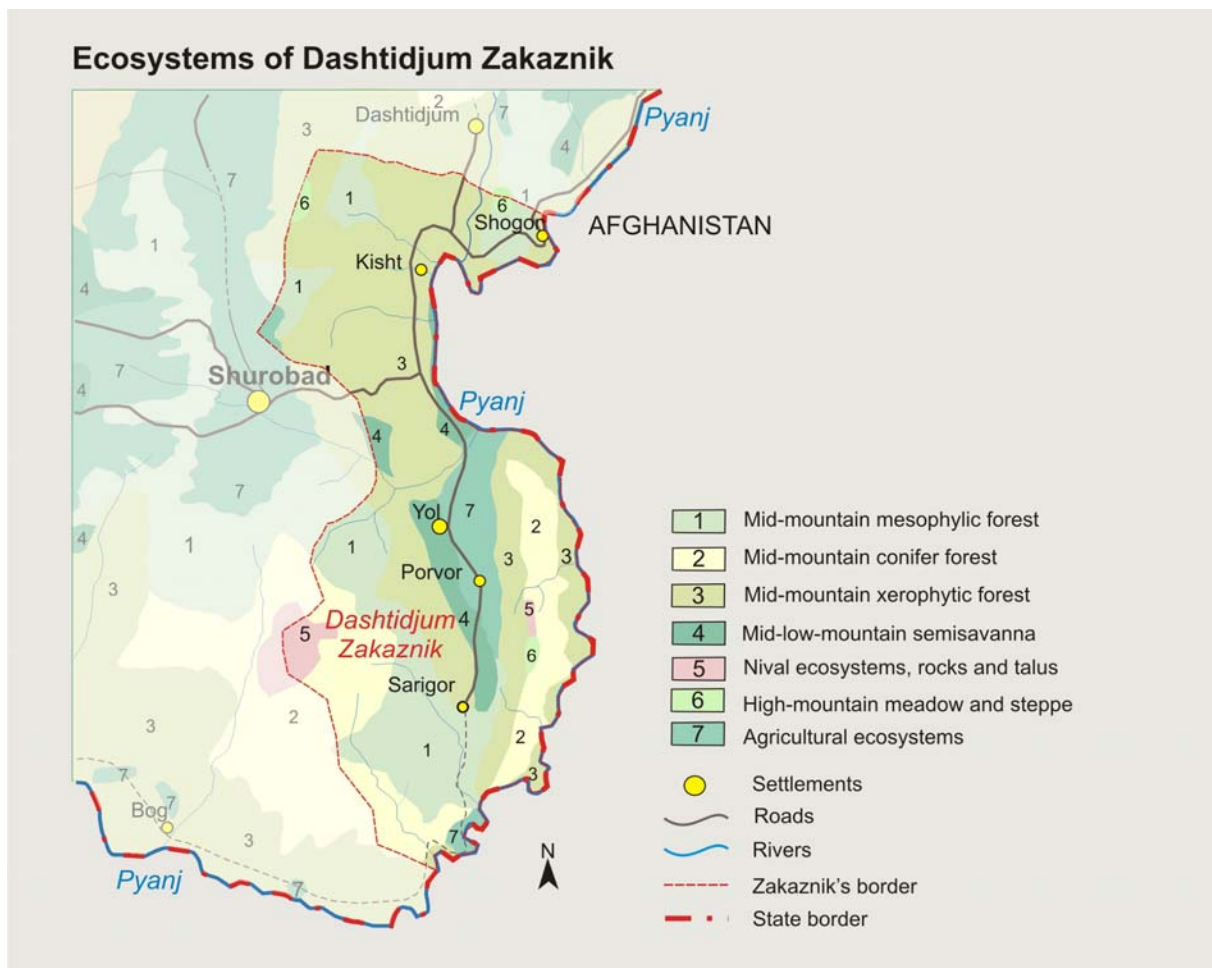 Ecosystems of Dashtidjum Zakaznik
2
Dashtidjum
7
Pyanj
3
4
7
1
6
1
6
Shogon
AFGHANISTAN
1
Kisht
1
4
7
3
Shurobad
4
Pyanj
4
4
7
Yol
7
2
4
1
1
3
3
3
Porvor
5
Dashtidjum
Zakaznik
4
5
6
Sarigor
2
3
1
2
3
7
Bog
7
3
7
Pyanj
7
N
1 Mid-mountain mesophylic forest
2 Mid-mountain conifer forest
3 Mid-mountain xerophytic forest
4 Mid-low-mountain semisavanna
5 Nival ecosystems, rocks and talus
6 High-mountain meadow and steppe
7 Agricultural ecosystems
Settlements
Roads
Rivers
Zakaznik's border
State border